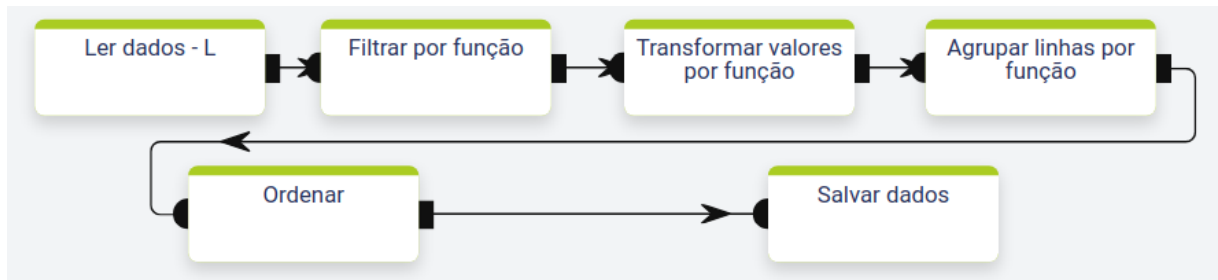 Ler dados - L
Filtrar por função
Transformar valores
por função
Agrupar linhas por
função
Ordenar
Salvar dados